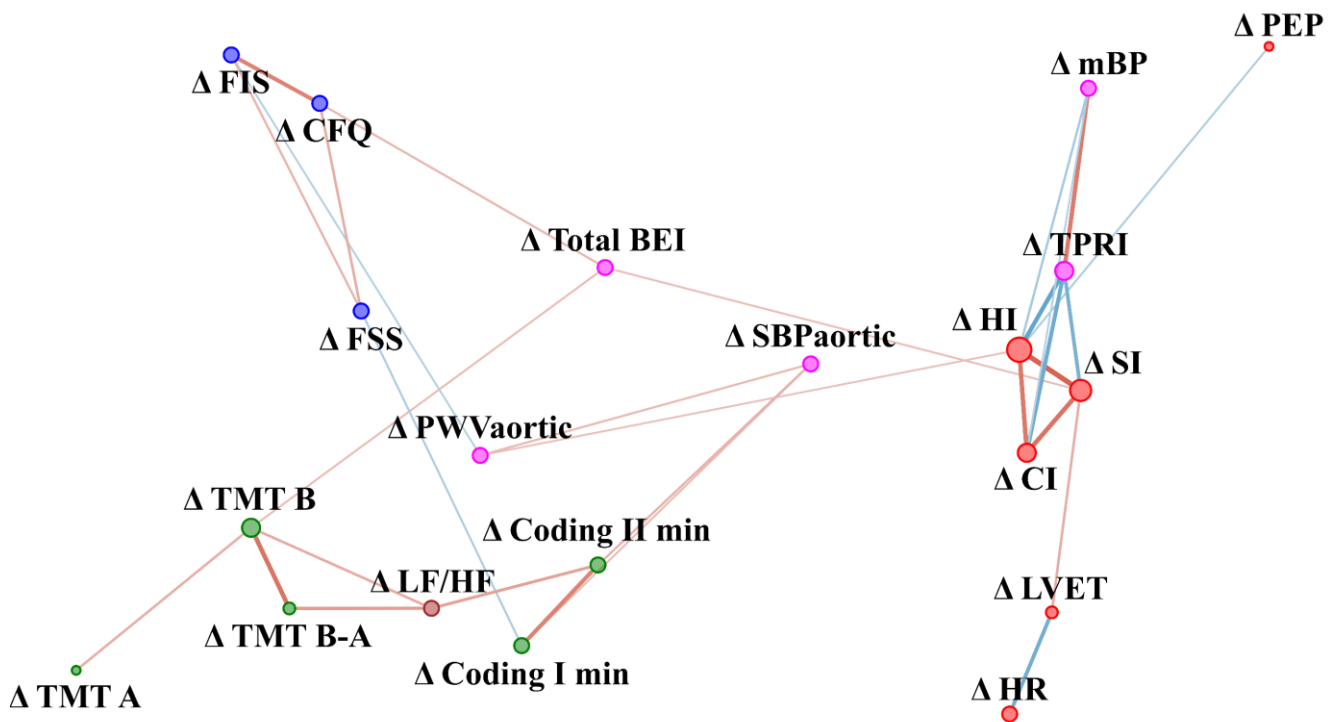 Δ PEP
Δ mBP
Δ FIS
Δ CFQ
Δ Total BEI
Δ TPRI
Δ HI
Δ FSS
Δ SBPaortic
Δ SI
Δ PWVaortic
Δ CI
Δ TMT B
Δ Coding II min
Δ LF/HF
Δ LVET
Δ TMT B-A
Δ Coding I min
Δ TMT A
Δ HR